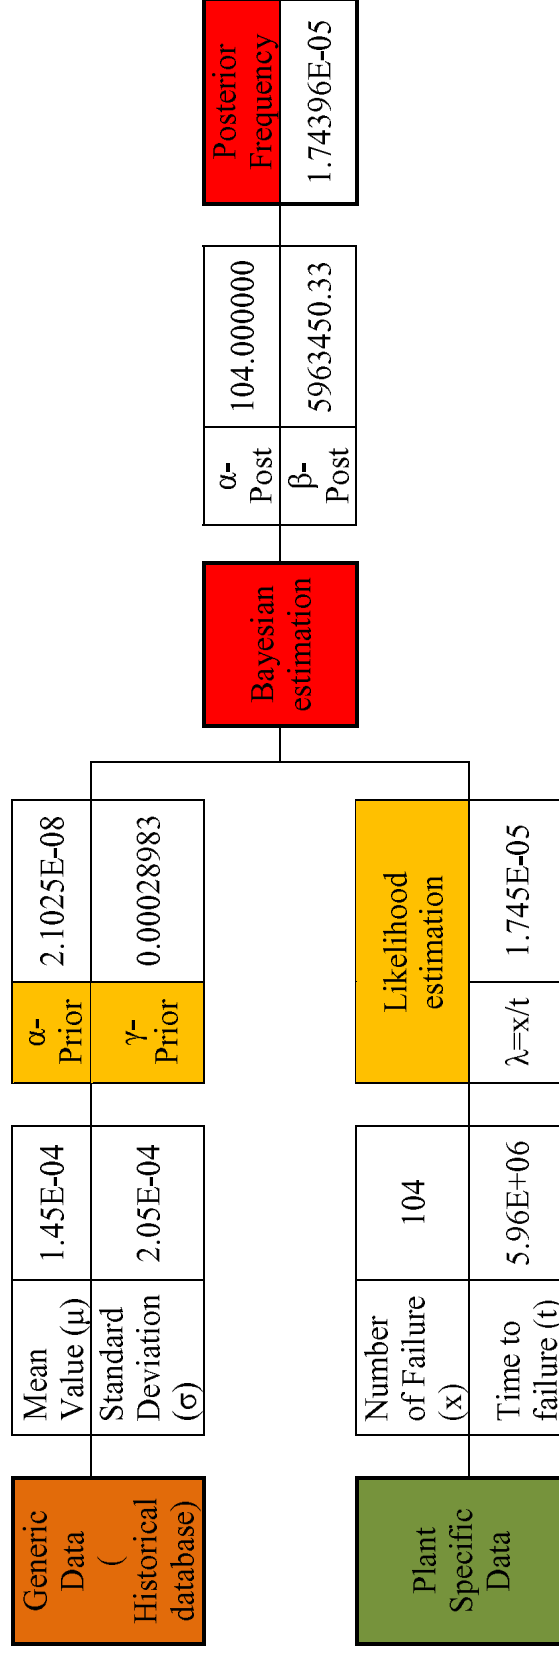 Generic
Data
(
Historical
database)
Mean
Value (μ)
1.45E-04
Standard
Deviation
(σ)
2.05E-04
α-
Prior
2.1025E-08
γ-
Prior
0.00028983
Plant
Specific
Data
Number
of Failure
(x)
104
Time to
failure (t)
5.96E+06
Likelihood
estimation
λ=x/t
1.745E-05
Bayesian
estimation
α-
Post
104.000000
β-
Post
5963450.33
Posterior
Frequency
1.74396E-05